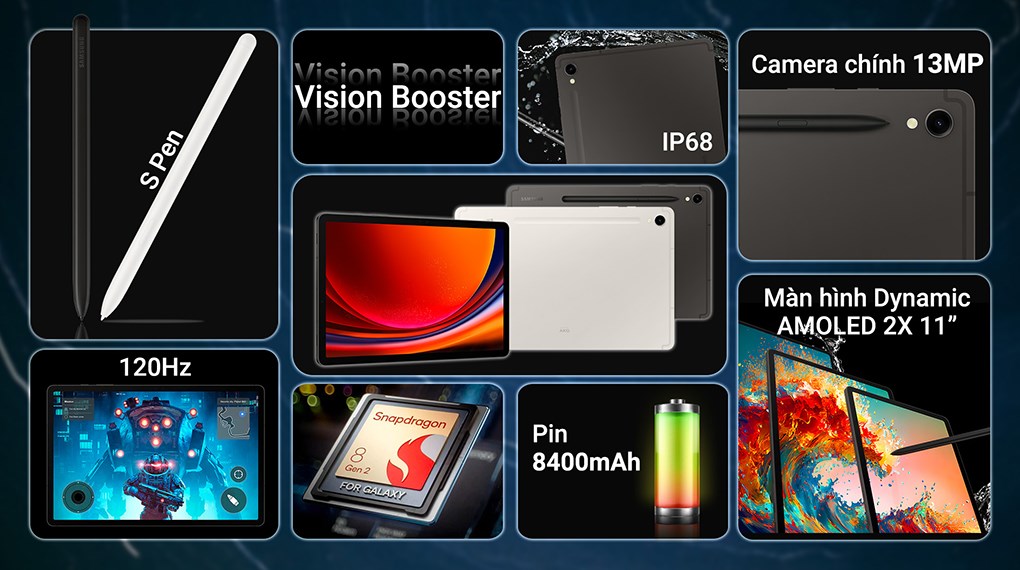 S Pen
Vision Booster
Vision Booster
IP68
Camera chính 13MP
120Hz
Snapdragon
8
Gen 2
FOR GALAXY
Pin
8400mAh
Màn hình Dynamic
AMOLED 2X 11”